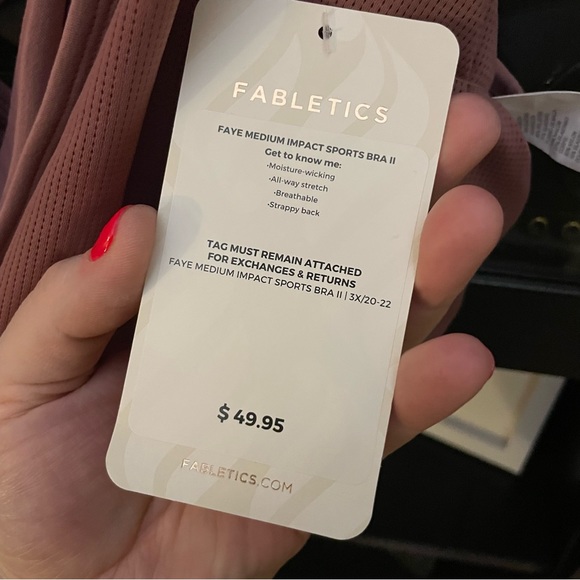 FABLETICS
FAYE MEDIUM IMPACT SPORTS BRA II
Get to know me:
•Moisture-wicking
•All-way stretch
•Breathable
•Strappy back
TAG MUST REMAIN ATTACHED
FOR EXCHANGES & RETURNS
FAYE MEDIUM IMPACT SPORTS BRA II | 3X/20-22
$ 49.95
FABLETICS.COM